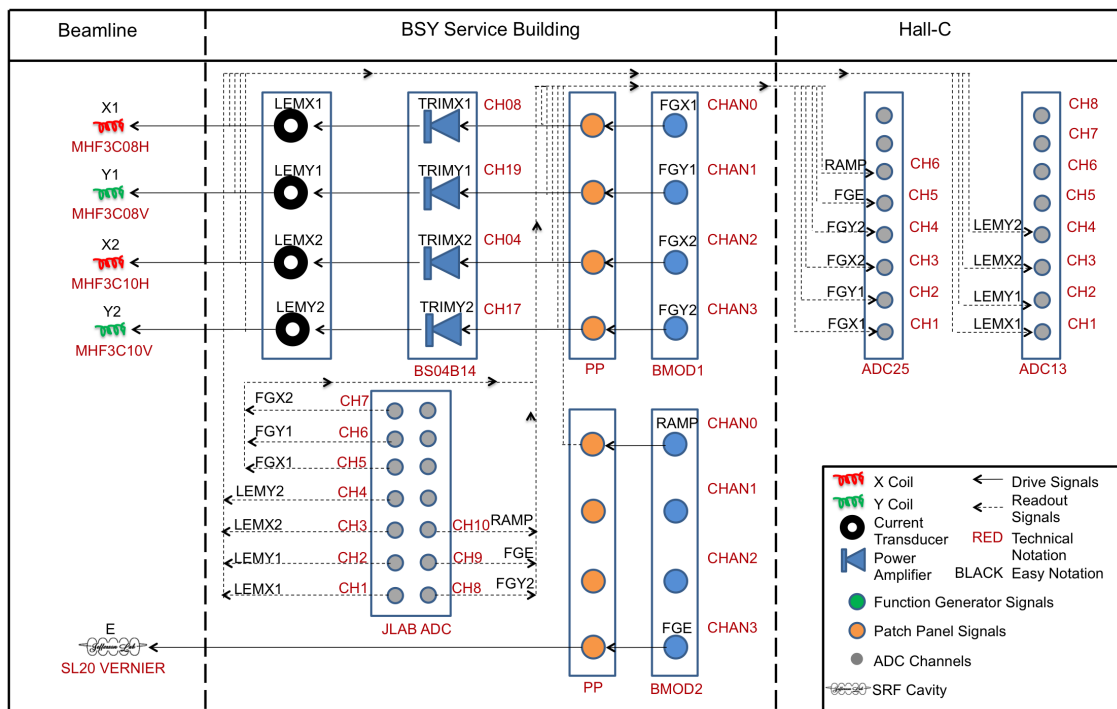 Beamline
BSY Service Building
Hall-C
X1
MHF3C08H
Y1
MHF3C08V
X2
MHF3C10H
Y2
MHF3C10V
LEMX1
LEMY1
LEMX2
LEMY2
TRIMX1
CH08
TRIMY1
CH19
TRIMX2
CH04
TRIMY2
CH17
BS04B14
PP
FGX1
CHAN0
FGY1
CHAN1
FGX2
CHAN2
FGY2
CHAN3
BMOD1
RAMP
CH6
FGE
CH5
FGY2
CH4
FGX2
CH3
FGY1
CH2
FGX1
CH1
ADC25
CH8
CH7
CH6
CH5
LEMY2
CH4
LEMX2
CH3
LEMY1
CH2
LEMX1
CH1
ADC13
FGX2
CH7
FGY1
CH6
FGX1
CH5
LEMY2
CH4
LEMX2
CH3
CH10
RAMP
LEMY1
CH2
CH9
FGE
LEMX1
CH1
CH8
FGY2
JLAB ADC
RAMP
CHAN0
CHAN1
CHAN2
FGE
CHAN3
PP
BMOD2
E
Jefferson Lab
SL20 VERNIER
X Coil
Y Coil
Current
Transducer
Power
Amplifier
Drive Signals
Readout
Signals
RED Technical
Notation
BLACK Easy Notation
Function Generator Signals
Patch Panel Signals
ADC Channels
Jefferson Lab
SRF Cavity